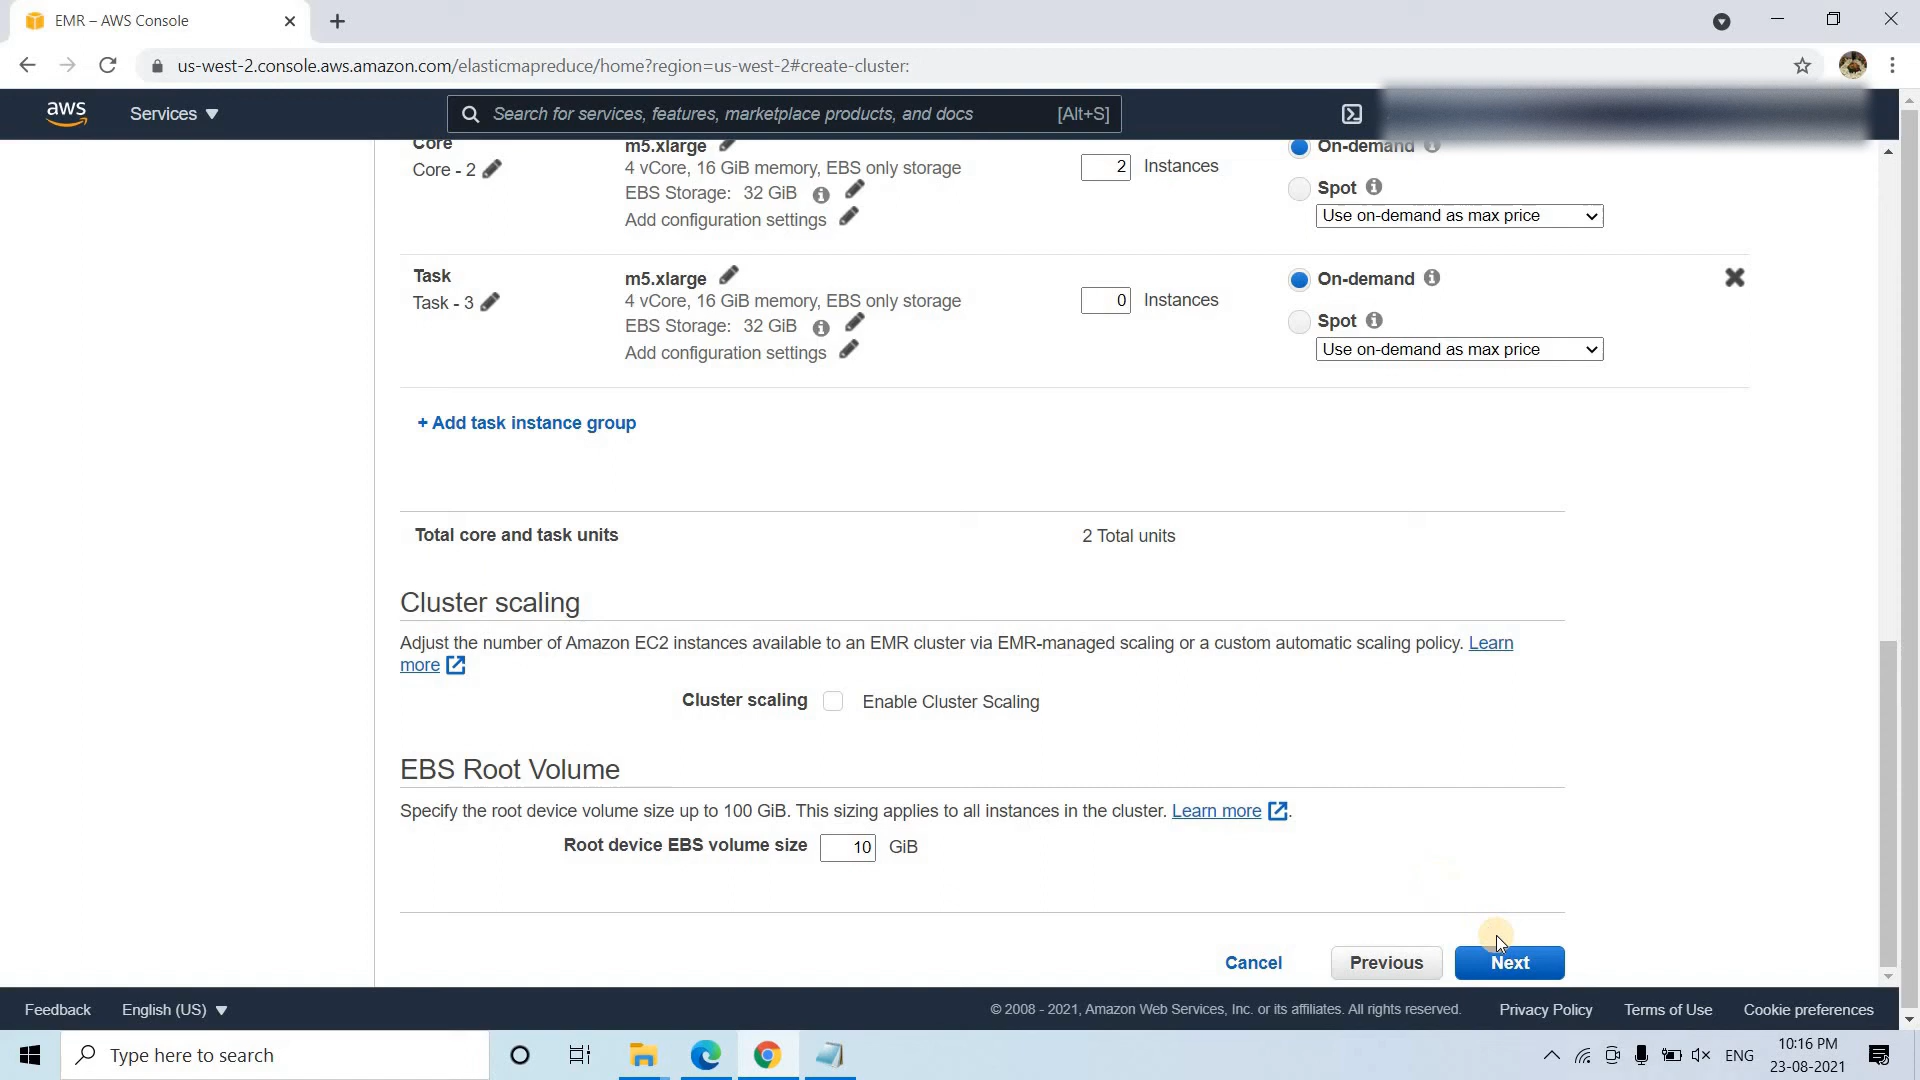 EMR – AWS Console
us-west-2.console.aws.amazon.com/elasticmapreduce/home?region=us-west-2#create-cluster:
aws Services Search for services, features, marketplace products, and docs [Alt+S]
Core m5.xlarge On-demand
Core - 2 4 vCore, 16 GiB memory, EBS only storage 2 Instances
EBS Storage: 32 GiB Spot
Add configuration settings Use on-demand as max price
Task m5.xlarge On-demand
Task - 3 4 vCore, 16 GiB memory, EBS only storage 0 Instances
EBS Storage: 32 GiB Spot
Add configuration settings Use on-demand as max price
+ Add task instance group
Total core and task units 2 Total units
Cluster scaling
Adjust the number of Amazon EC2 instances available to an EMR cluster via EMR-managed scaling or a custom automatic scaling policy. Learn
more
Cluster scaling Enable Cluster Scaling
EBS Root Volume
Specify the root device volume size up to 100 GiB. This sizing applies to all instances in the cluster. Learn more .
Root device EBS volume size 10 GiB
Cancel Previous Next
Feedback English (US) © 2008 - 2021, Amazon Web Services, Inc. or its affiliates. All rights reserved. Privacy Policy Terms of Use Cookie preferences
Type here to search ENG 10:16 PM
23-08-2021